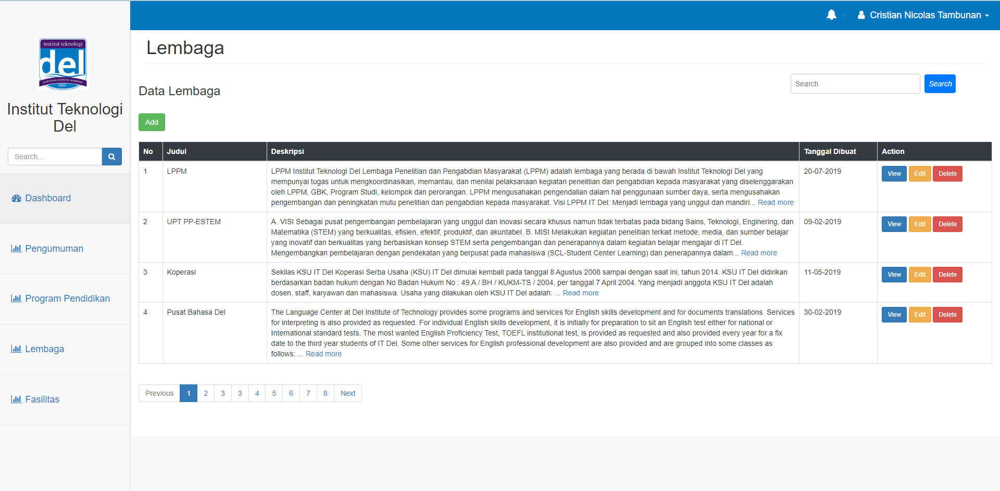 Cristian Nicolas Tambunan
institut teknologi
del
MARTUHAN-MARROHA-MARBISUK
2001
Institut Teknologi
Del
Search...
Dashboard
Pengumuman
Program Pendidikan
Lembaga
Fasilitas
Lembaga
Data Lembaga
Search Search
Add
No Judul Deskripsi Tanggal Dibuat Action
1 LPPM LPPM Institut Teknologi Del Lembaga Penelitian dan Pengabdian Masyarakat (LPPM) adalah lembaga yang berada di bawah Institut Teknologi Del yang 20-07-2019 View Edit Delete
mempunyai tugas untuk mengkoordinasikan, memantau, dan menilai pelaksanaan kegiatan penelitian dan pengabdian kepada masyarakat yang diselenggarakan
oleh LPPM, GBK, Program Studi, kelompok dan perorangan. LPPM mengusahakan pengendalian dalam hal penggunaan sumber daya, serta mengusahakan
pengembangan dan peningkatan mutu penelitian dan pengabdian kepada masyarakat. Visi LPPM IT Del: Menjadi lembaga yang unggul dan mandiri... Read more
2 UPT PP-ESTEM A. VISI Sebagai pusat pengembangan pembelajaran yang unggul dan inovasi secara khusus namun tidak terbatas pada bidang Sains, Teknologi, Enginering, dan 09-02-2019 View Edit Delete
Matematika (STEM) yang berkualitas, efisien, efektif, produktif, dan akuntabel. B. MISI Melakukan kegiatan penelitian terkait metode, media, dan sumber belajar
yang inovatif dan berkualitas yang berbasiskan konsep STEM serta pengembangan dan penerapannya dalam kegiatan belajar mengajar di IT Del.
Mengembangkan pembelajaran dengan pendekatan yang berpusat pada mahasiswa (SCL-Student Center Learning) dan penerapannya dalam... Read more
3 Koperasi Sekilas KSU IT Del Koperasi Serba Usaha (KSU) IT Del dimulai kembali pada tanggal 8 Agustus 2008 sampai dengan saat ini, tahun 2014. KSU IT Del didirikan 11-05-2019 View Edit Delete
berdasarkan badan hukum dengan No Badan Hukum No : 49.A / BH / KUKM-TS / 2004, per tanggal 7 April 2004. Yang menjadi anggota KSU IT Del adalah
dosen, staff, karyawan dan mahasiswa. Usaha yang dilakukan oleh KSU IT Del adalah: ... Read more
4 Pusat Bahasa Del The Language Center at Del Institute of Technology provides some programs and services for English skills development and for documents translations. Services 30-02-2019 View Edit Delete
for interpreting is also provided as requested. For individual English skills development, it is initially for preparation to sit an English test either for national or
International standard tests. The most wanted English Proficiency Test, TOEFL institutional test, is provided as requested and also provided every year for a fix
date to the third year students of IT Del. Some other services for English professional development are also provided and are grouped into some classes as
follows: ... Read more
Previous 1 2 3 3 4 5 6 7 8 Next